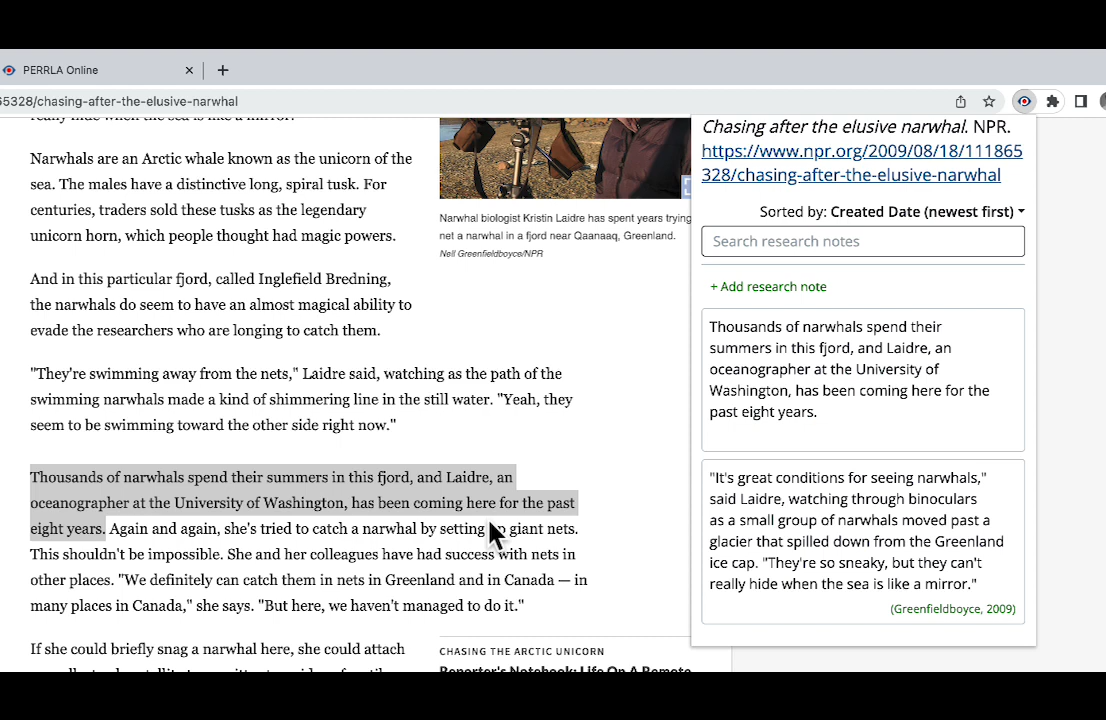 PERRLA Online
65328/chasing-after-the-elusive-narwhal
really hide when the sea is like a mirror."
Narwhals are an Arctic whale known as the unicorn of the
sea. The males have a distinctive long, spiral tusk. For
centuries, traders sold these tusks as the legendary
unicorn horn, which people thought had magic powers.
And in this particular fjord, called Inglefield Bredning,
the narwhals do seem to have an almost magical ability to
evade the researchers who are longing to catch them.
"They're swimming away from the nets," Laidre said, watching as the path of the
swimming narwhals made a kind of shimmering line in the still water. "Yeah, they
seem to be swimming toward the other side right now."
Thousands of narwhals spend their summers in this fjord, and Laidre, an
oceanographer at the University of Washington, has been coming here for the past
eight years. Again and again, she's tried to catch a narwhal by setting giant nets.
This shouldn't be impossible. She and her colleagues have had success with nets in
other places. "We definitely can catch them in nets in Greenland and in Canada — in
many places in Canada," she says. "But here, we haven't managed to do it."
If she could briefly snag a narwhal here, she could attach
Narwhal biologist Kristin Laidre has spent years trying
net a narwhal in a fjord near Qaanaaq, Greenland.
Nell Greenfieldboyce/NPR
CHASING THE ARCTIC UNICORN
Reporter's Notebook: Life On A Remote
Chasing after the elusive narwhal. NPR.
https://www.npr.org/2009/08/18/111865
328/chasing-after-the-elusive-narwhal
Sorted by: Created Date (newest first)
Search research notes
+ Add research note
Thousands of narwhals spend their
summers in this fjord, and Laidre, an
oceanographer at the University of
Washington, has been coming here for the
past eight years.
"It's great conditions for seeing narwhals,"
said Laidre, watching through binoculars
as a small group of narwhals moved past a
glacier that spilled down from the Greenland
ice cap. "They're so sneaky, but they can't
really hide when the sea is like a mirror."
(Greenfieldboyce, 2009)